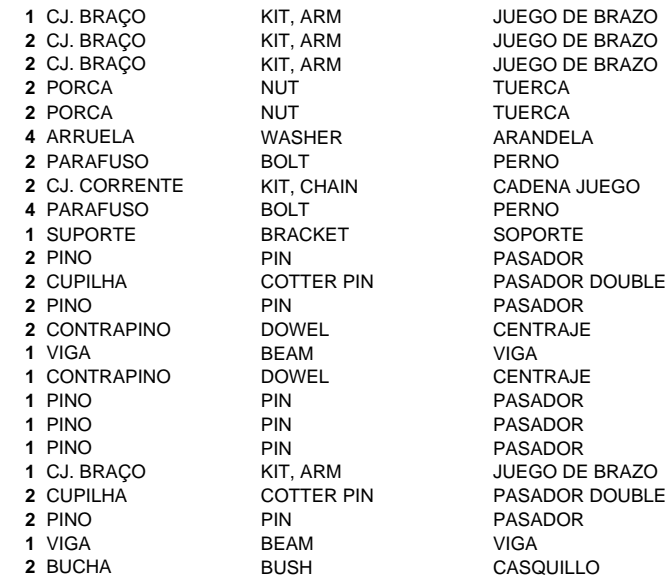 1 CJ. BRAÇO KIT, ARM JUEGO DE BRAZO
2 CJ. BRAÇO KIT, ARM JUEGO DE BRAZO
2 CJ. BRAÇO KIT, ARM JUEGO DE BRAZO
2 PORCA NUT TUERCA
2 PORCA NUT TUERCA
4 ARRUELA WASHER ARANDELA
2 PARAFUSO BOLT PERNO
2 CJ. CORRENTE KIT, CHAIN CADENA JUEGO
4 PARAFUSO BOLT PERNO
1 SUPORTE BRACKET SOPORTE
2 PINO PIN PASADOR
2 CUPILHA COTTER PIN PASADOR DOUBLE
2 PINO PIN PASADOR
2 CONTRAPINO DOWEL CENTRAJE
1 VIGA BEAM VIGA
1 CONTRAPINO DOWEL CENTRAJE
1 PINO PIN PASADOR
1 PINO PIN PASADOR
1 PINO PIN PASADOR
1 CJ. BRAÇO KIT, ARM JUEGO DE BRAZO
2 CUPILHA COTTER PIN PASADOR DOUBLE
2 PINO PIN PASADOR
1 VIGA BEAM VIGA
2 BUCHA BUSH CASQUILLO